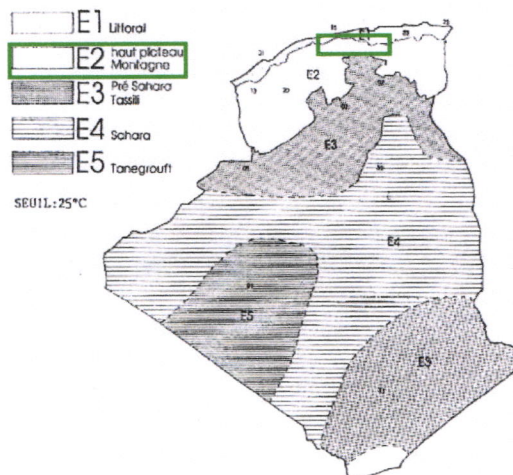 E1 Littoral
E2 haut plateau Montagne
E3 Pré Sahara Tassili
E4 Sahara
E5 Tanegrouft
SEUIL:25°C
E2
E3
E4
E5
E3